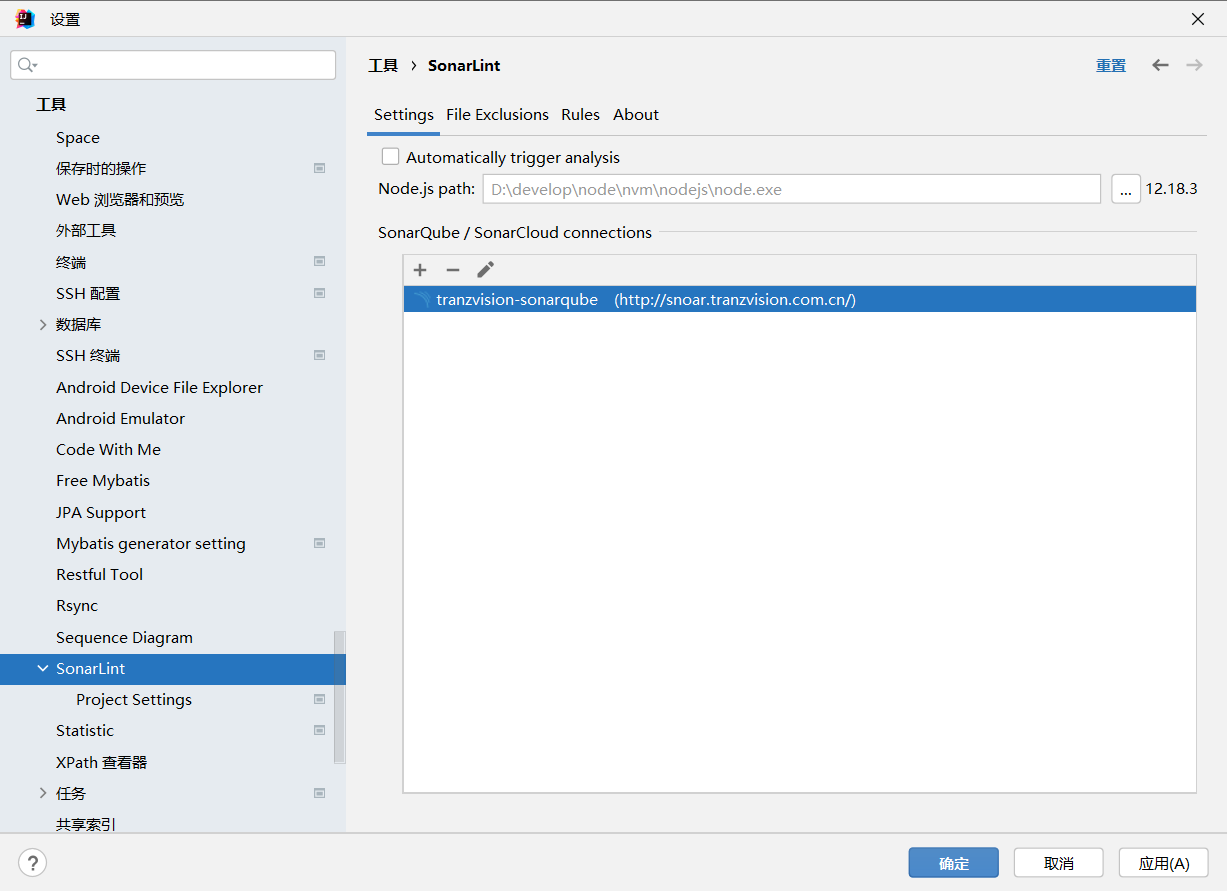 设置
工具 › SonarLint
重置
工具
Space
保存时的操作
Web 浏览器和预览
外部工具
终端
SSH 配置
数据库
SSH 终端
Android Device File Explorer
Android Emulator
Code With Me
Free Mybatis
JPA Support
Mybatis generator setting
Restful Tool
Rsync
Sequence Diagram
SonarLint
Project Settings
Statistic
XPath 查看器
任务
共享索引
Settings File Exclusions Rules About
Automatically trigger analysis
Node.js path: D:\develop\node\nvm\nodejs\node.exe ... 12.18.3
SonarQube / SonarCloud connections
tranzvision-sonarqube (http://snoar.tranzvision.com.cn/)
? 确定 取消 应用(A)